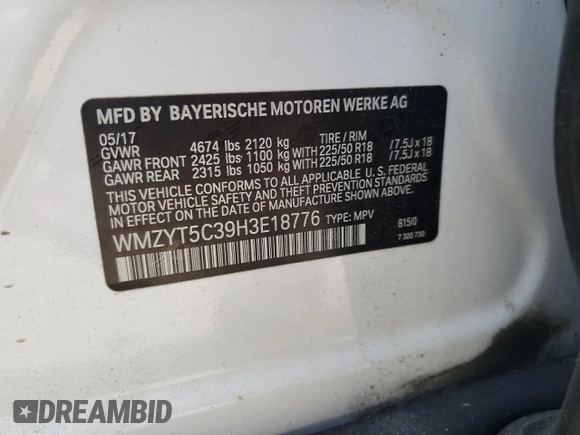 MFD BY BAYERISCHE MOTOREN WERKE AG
05/17 TIRE / RIM
GVWR 4674 lbs 2120 kg
GAWR FRONT 2425 lbs 1100 kg WITH 225/50 R18 /7.5J x 18
GAWR REAR 2315 lbs 1050 kg WITH 225/50 R18 /7.5J x 18
THIS VEHICLE CONFORMS TO ALL APPLICABLE U.S. FEDERAL
MOTOR VEHICLE SAFETY AND THEFT PREVENTION STANDARDS
IN EFFECT ON THE DATE OF MANUFACTURE SHOWN ABOVE.
WMZYT5C39H3E18776 TYPE: MPV B15/0
7 320 730
DREAMBID